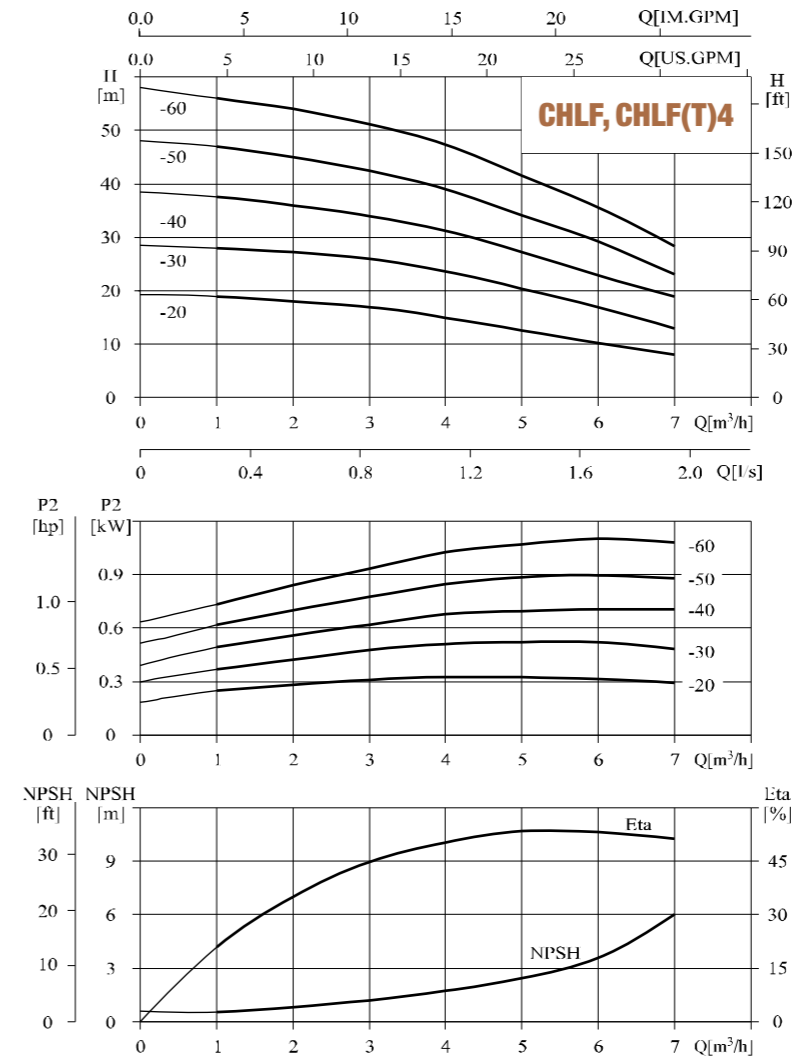 0.0 5 10 15 20 Q[IM.GPM]
0.0 5 10 15 20 25 Q[US.GPM]
H [m]
H [ft]
CHLF, CHLF(T)4
-60
-50
-40
-30
-20
50
40
30
20
10
0
150
120
90
60
30
0
0 1 2 3 4 5 6 7 Q[m³/h]
0 0.4 0.8 1.2 1.6 2.0 Q[l/s]
P2 [hp]
P2 [kW]
1.0
0.5
0
0.9
0.6
0.3
0
-60
-50
-40
-30
-20
0 1 2 3 4 5 6 7 Q[m³/h]
NPSH [ft]
NPSH [m]
Eta [%]
30
20
10
0
9
6
3
0
Eta
NPSH
45
30
15
0
0 1 2 3 4 5 6 7 Q[m³/h]